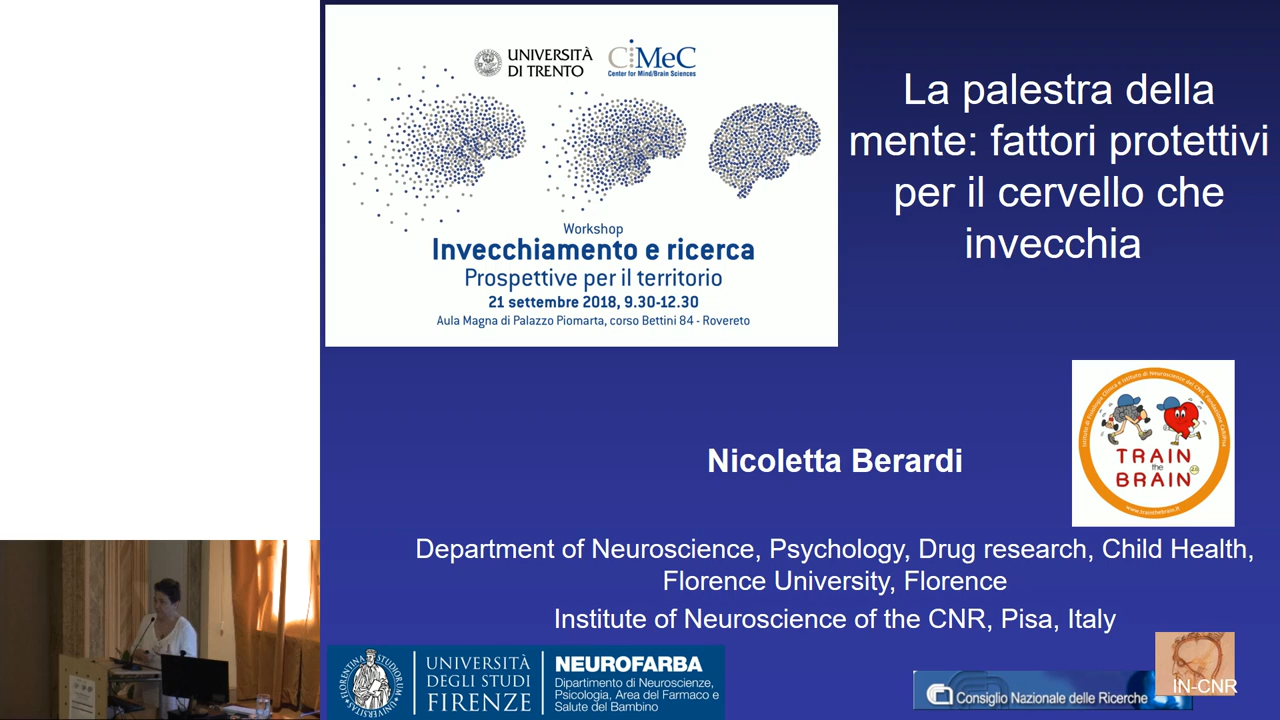 UNIVERSITÀ
DI TRENTO
CiMeC
Center for Mind/Brain Sciences
Workshop
Invecchiamento e ricerca
Prospettive per il territorio
21 settembre 2018, 9.30-12.30
Aula Magna di Palazzo Piomarta, corso Bettini 84 - Rovereto
La palestra della
mente: fattori protettivi
per il cervello che
invecchia
Nicoletta Berardi
TRAIN
the
BRAIN
www.trainthebrain.it
Department of Neuroscience, Psychology, Drug research, Child Health,
Florence University, Florence
Institute of Neuroscience of the CNR, Pisa, Italy
UNIVERSITÀ
DEGLI STUDI
FIRENZE
NEUROFARBA
Dipartimento di Neuroscienze,
Psicologia, Area del Farmaco e
Salute del Bambino
Consiglio Nazionale delle Ricerche
IN-CNR